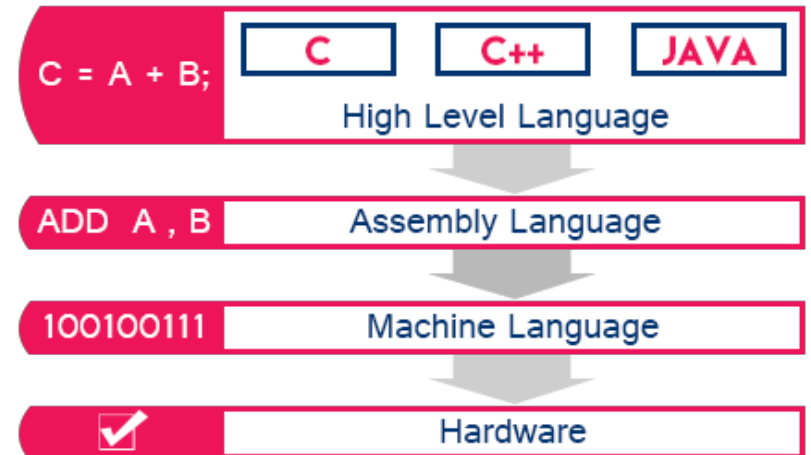 C = A + B;
C C++ JAVA
High Level Language
ADD A , B
Assembly Language
100100111
Machine Language
Hardware